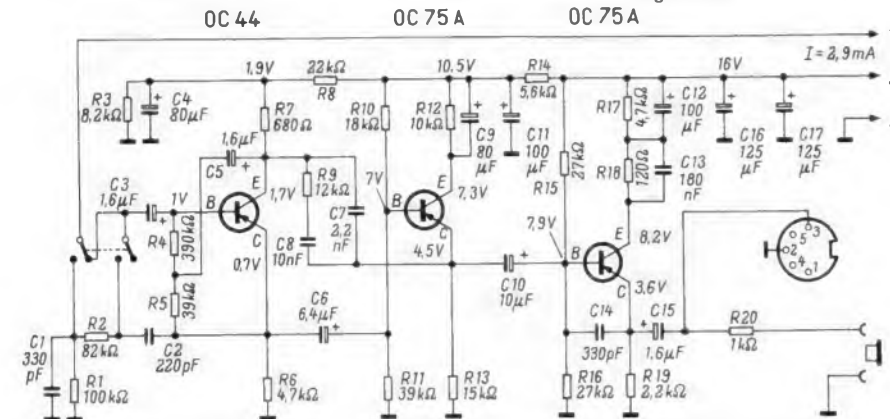 OC 44 OC 75 A OC 75 A
1,9V 22kΩ R8 10,5V R14 5,6kΩ 16V I = 2,9mA
R3 8,2kΩ
C4 80µF
R7 680Ω
R10 18kΩ
R12 10kΩ
C9 80 µF
C11 100 µF
R17 4,7kΩ
C12 100 µF
C16 125 µF
C17 125 µF
1,6µF C5
C3 1,6µF
1V
B
E
C
1,7V
0,7V
R4 390kΩ
R5 39kΩ
R9 12kΩ
C7 2,2 nF
C8 10nF
7V
B
E
C
7,3V
4,5V
R15 27kΩ
R18 120Ω
C13 180 nF
7,9V
B
E
C
8,2V
3,6V
C10 10µF
3
5
2
4
1
C6 6,4µF
C1 330 pF
R2 82kΩ
C2 220pF
C14 330pF
C15 1,6µF
R20 1kΩ
R1 100kΩ
R6 4,7kΩ
R11 39kΩ
R13 15kΩ
R16 27kΩ
R19 2,2kΩ